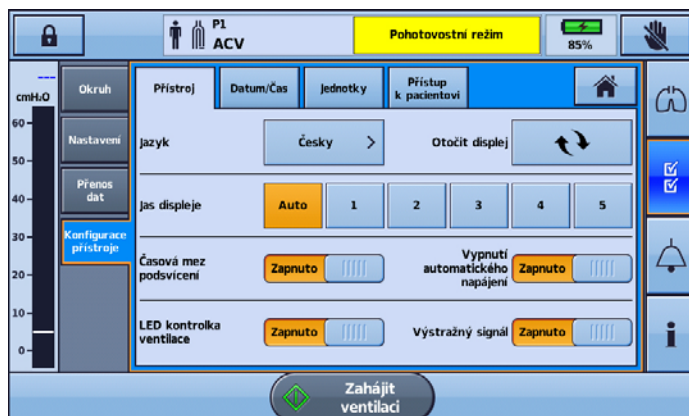 P1
ACV
Pohotovostní režim
85%
---
cmH₂O
60
50
40
30
20
10
0
Okruh
Nastavení
Přenos
dat
Konfigurace
přístroje
Přístroj
Datum/Čas
Jednotky
Přístup
k pacientovi
Jazyk
Česky >
Otočit displej
Jas displeje
Auto
1
2
3
4
5
Časová mez
podsvícení
Zapnuto
Vypnutí
automatického
napájení
Zapnuto
LED kontrolka
ventilace
Zapnuto
Výstražný signál
Zapnuto
Zahájit
ventilaci